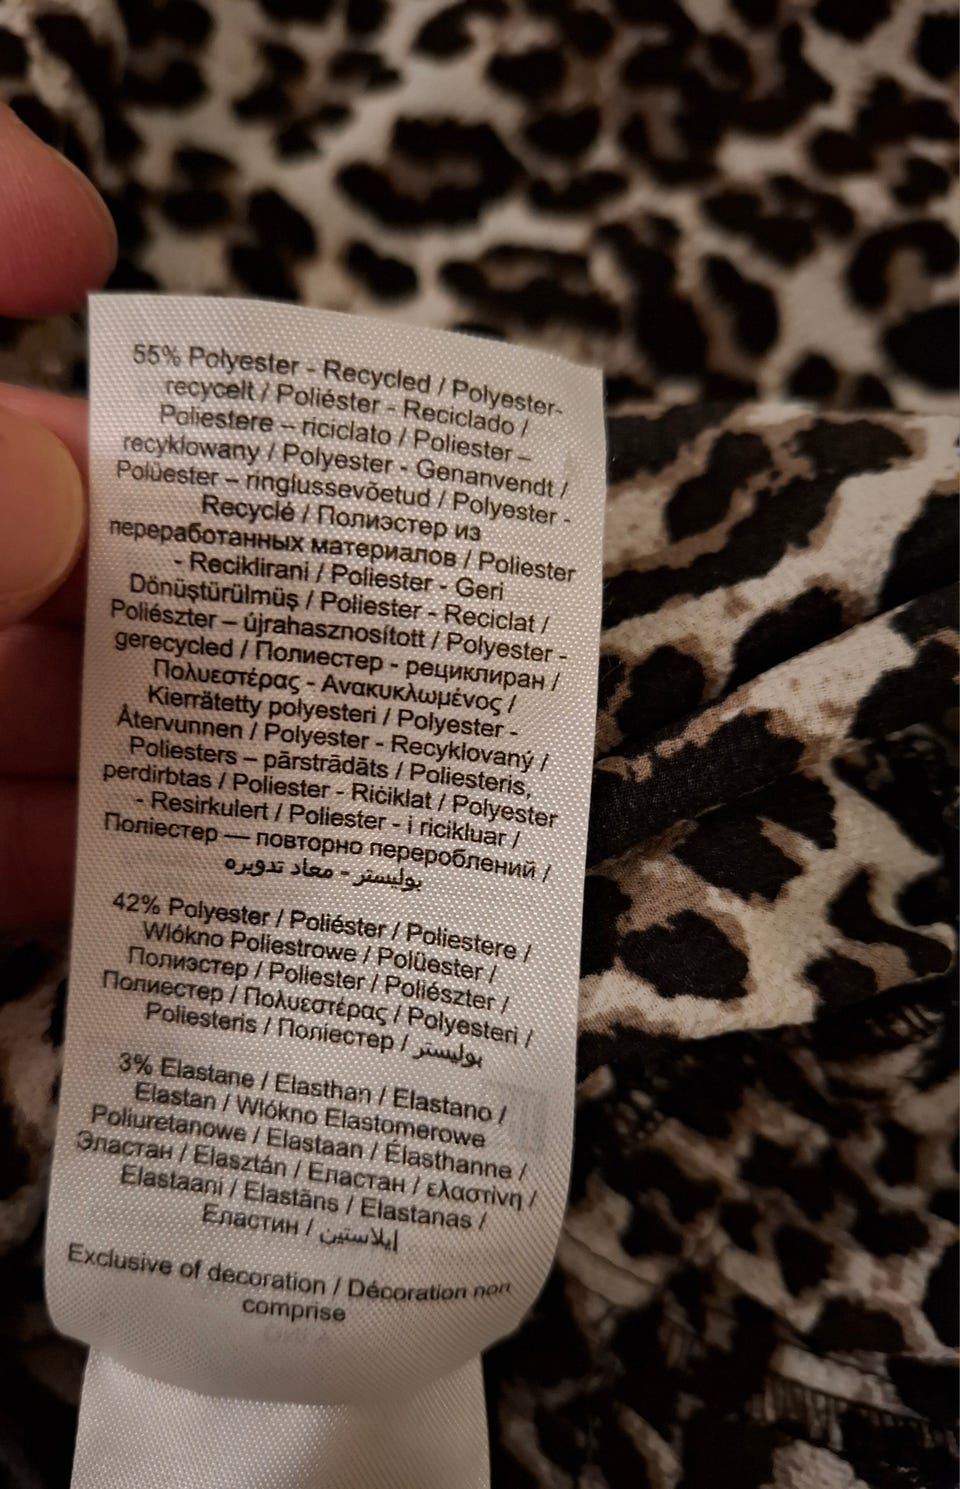 55% Polyester - Recycled / Polyester-
recycelt / Poliéster - Reciclado /
Poliestere – riciclato / Poliester –
recyklowany / Polyester - Genanvendt /
Polüester – ringlussevõetud / Polyester -
Recyclé / Полиэстер из
переработанных материалов / Poliester
- Reciklirani / Poliester - Geri
Dönüştürülmüş / Poliester - Reciclat /
Poliészter – újrahasznosított / Polyester -
gerecycled / Полиестер - рециклиран /
Πολυεστέρας - Ανακυκλωμένος /
Kierrätetty polyesteri / Polyester -
Återvunnen / Polyester - Recyklovaný /
Poliesters – pārstrādāts / Poliesteris,
perdirbtas / Poliester - Riċiklat / Polyester
- Resirkulert / Poliester - i ricikluar /
Поліестер — повторно перероблений /
بوليستر - معاد تدويره
42% Polyester / Poliéster / Poliestere /
Wlókno Poliestrowe / Polüester /
Полиэстер / Poliester / Poliészter /
Полиестер / Πολυεστέρας / Polyesteri /
Poliesteris / Поліестер / بوليستر
3% Elastane / Elasthan / Elastano /
Elastan / Wlókno Elastomerowe
Poliuretanowe / Elastaan / Élasthanne /
Эластан / Elasztán / Еластан / ελαστίνη /
Elastaani / Elastāns / Elastanas /
Еластин / إيلاستين
Exclusive of decoration / Décoration non
comprise